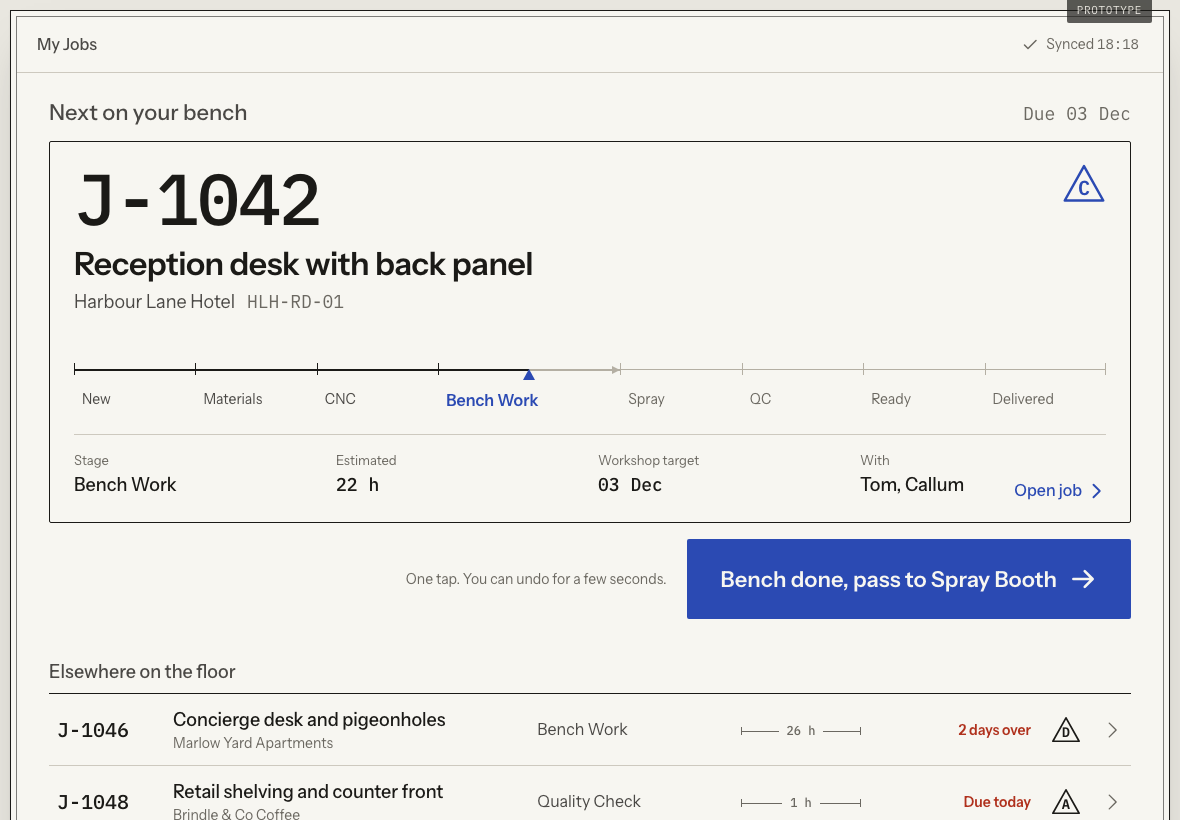 PROTOTYPE
My Jobs
Synced 18:18
Next on your bench
Due 03 Dec
J-1042
C
Reception desk with back panel
Harbour Lane Hotel HLH-RD-01
New Materials CNC Bench Work Spray QC Ready Delivered
Stage Estimated Workshop target With
Bench Work 22 h 03 Dec Tom, Callum
Open job
One tap. You can undo for a few seconds.
Bench done, pass to Spray Booth
Elsewhere on the floor
J-1046 Concierge desk and pigeonholes Bench Work 26 h 2 days over D
Marlow Yard Apartments
J-1048 Retail shelving and counter front Quality Check 1 h Due today A
Brindle & Co Coffee